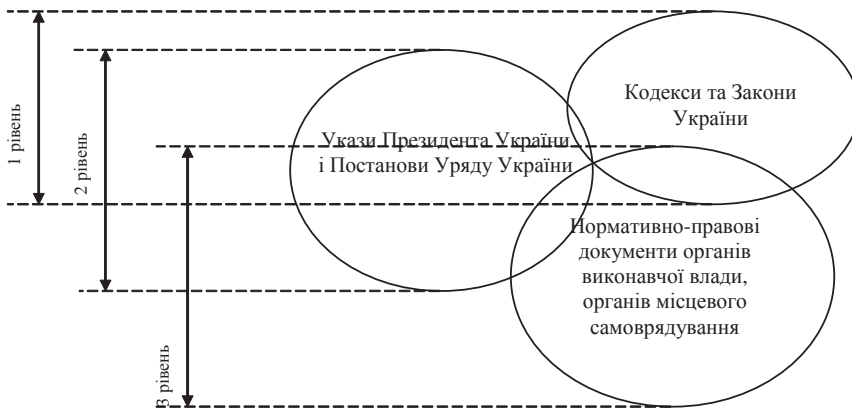 1 рівень
2 рівень
3 рівень
Укази Президента України
і Постанови Уряду України
Кодекси та Закони
України
Нормативно-правові
документи органів
виконавчої влади,
органів місцевого
самоврядування